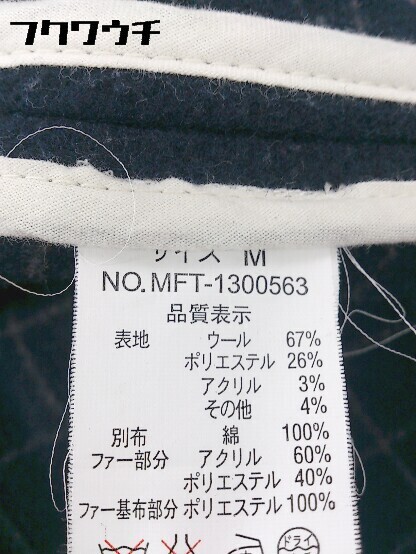 フクワウチ
サイズ M
NO.MFT-1300563
品質表示
表地 ウール 67%
ポリエステル 26%
アクリル 3%
その他 4%
別布 綿 100%
ファー部分 アクリル 60%
ポリエステル 40%
ファー基布部分 ポリエステル 100%
ドライ